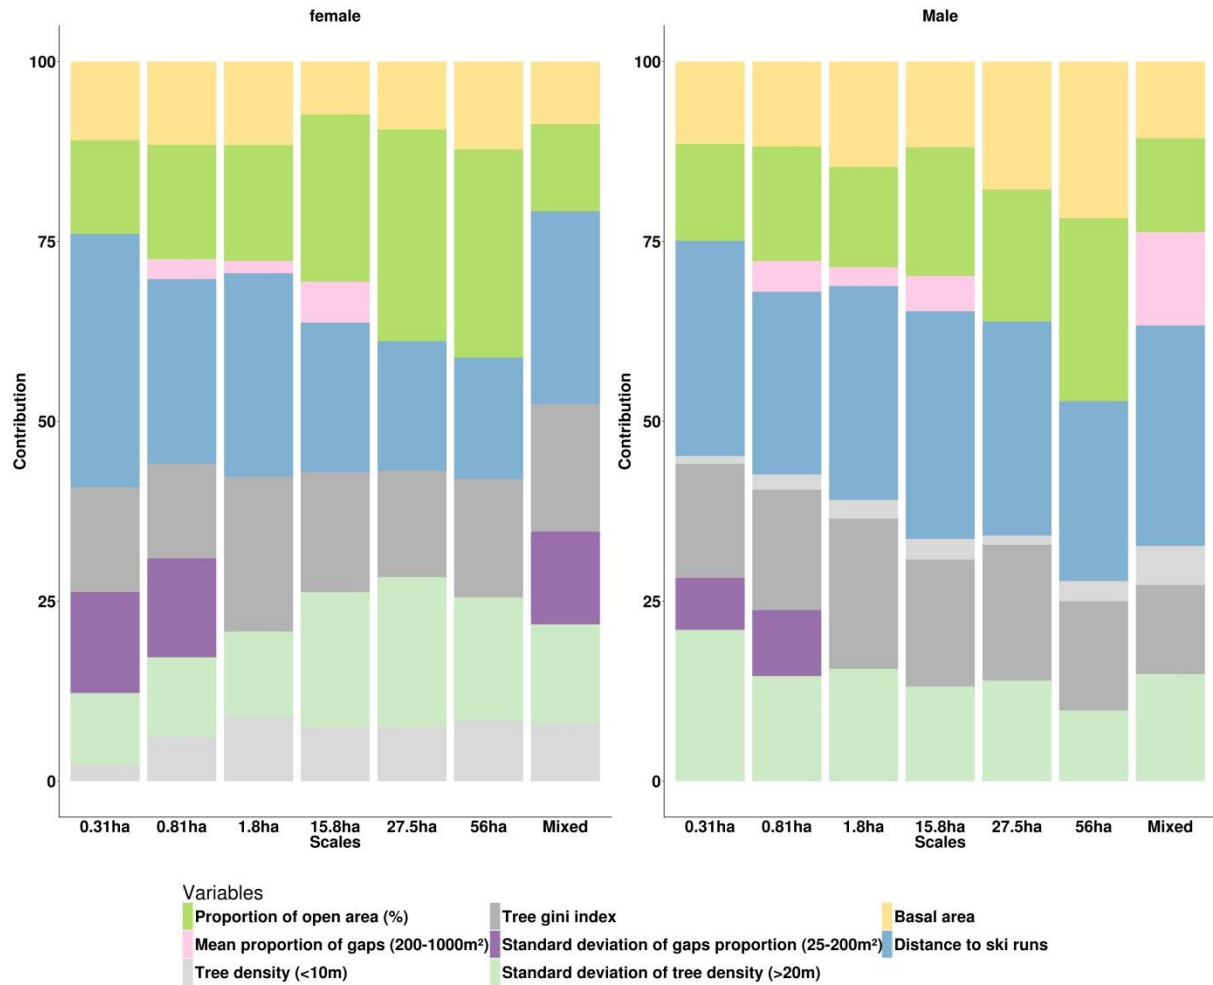 female
Male
100
75
50
25
0
Contribution
0.31ha 0.81ha 1.8ha 15.8ha 27.5ha 56ha Mixed
Scales
100
75
50
25
0
Contribution
0.31ha 0.81ha 1.8ha 15.8ha 27.5ha 56ha Mixed
Scales
Variables
Proportion of open area (%) Tree gini index Basal area
Mean proportion of gaps (200-1000m²) Standard deviation of gaps proportion (25-200m²) Distance to ski runs
Tree density (<10m) Standard deviation of tree density (>20m)